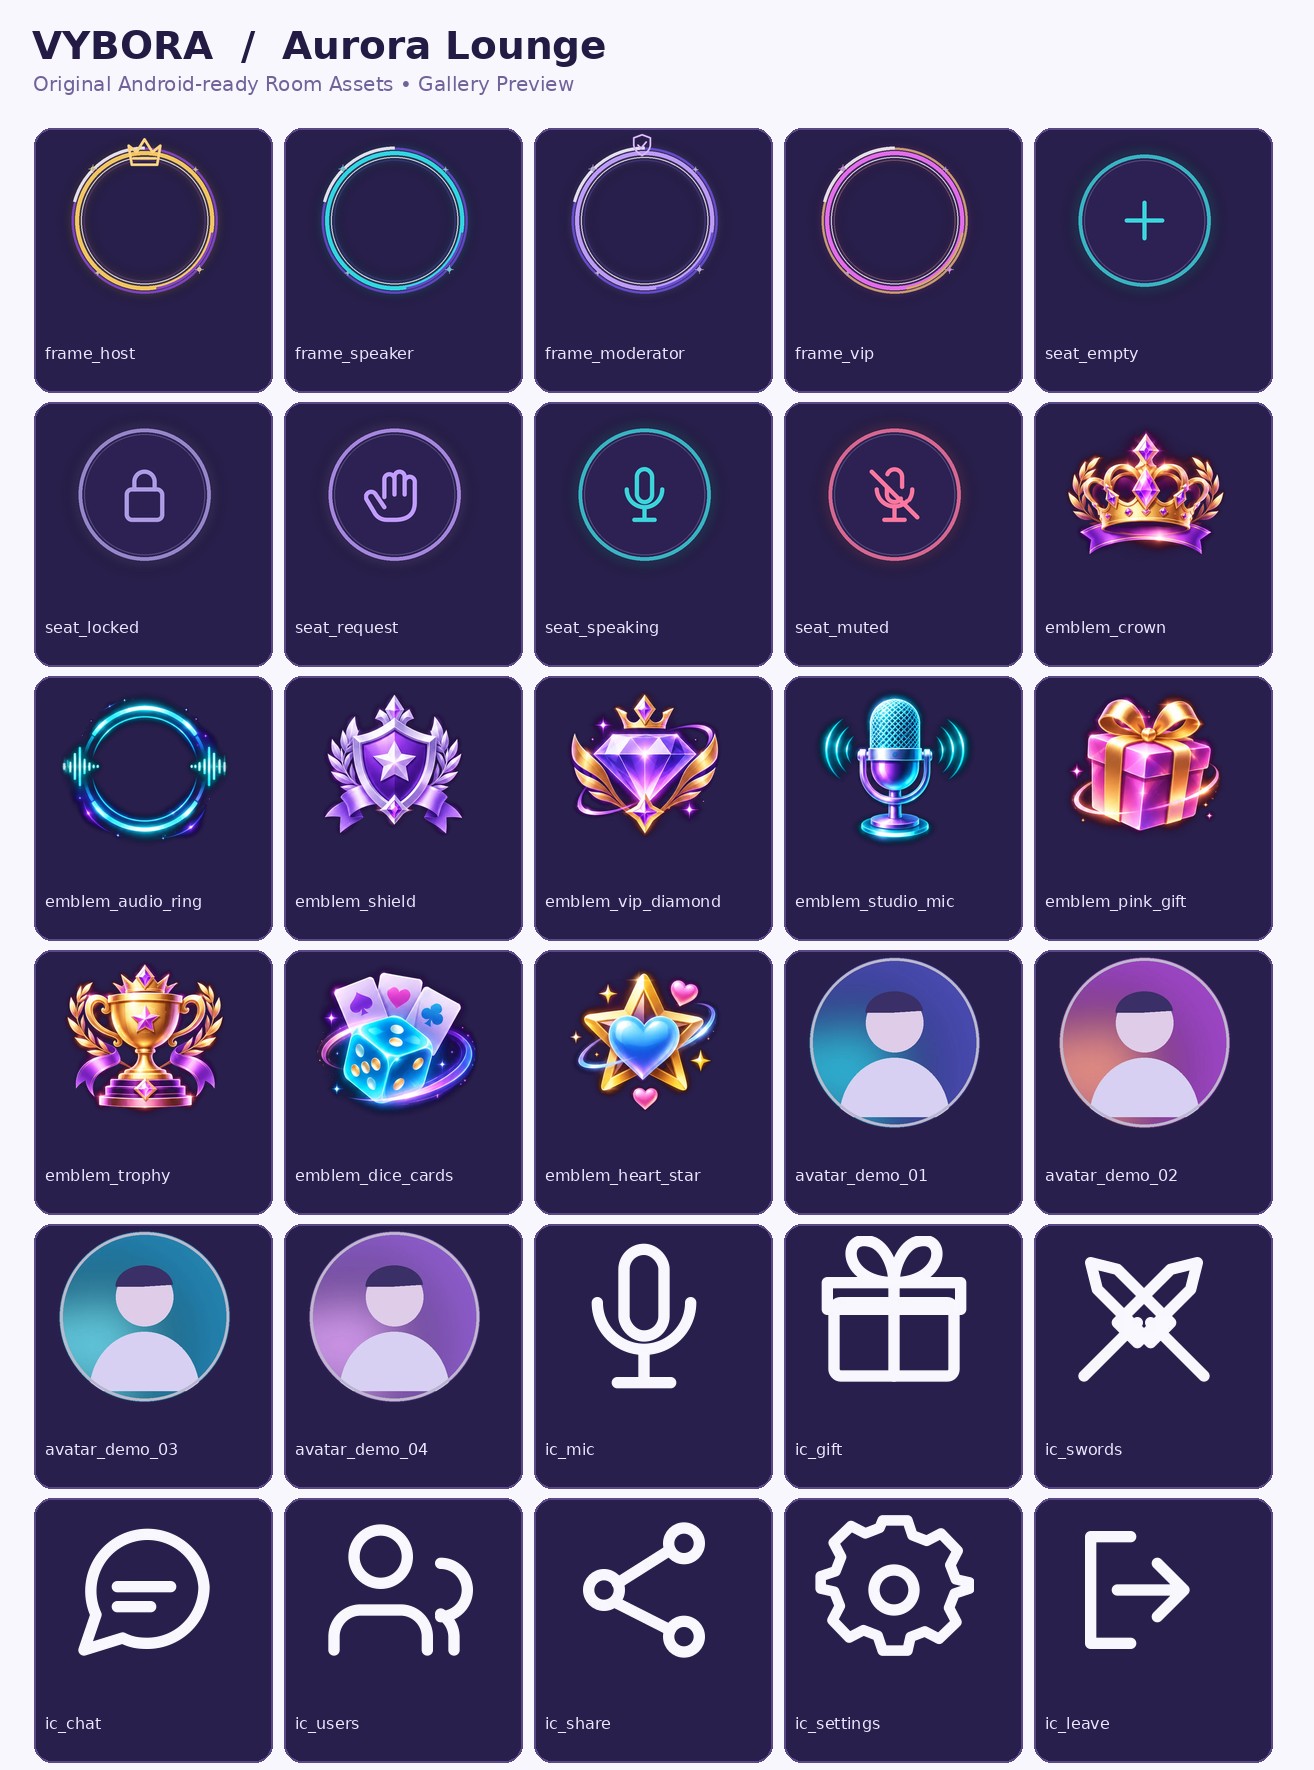 VYBORA / Aurora Lounge
Original Android-ready Room Assets • Gallery Preview
frame_host
frame_speaker
frame_moderator
frame_vip
seat_empty
seat_locked
seat_request
seat_speaking
seat_muted
emblem_crown
emblem_audio_ring
emblem_shield
emblem_vip_diamond
emblem_studio_mic
emblem_pink_gift
emblem_trophy
emblem_dice_cards
emblem_heart_star
avatar_demo_01
avatar_demo_02
avatar_demo_03
avatar_demo_04
ic_mic
ic_gift
ic_swords
ic_chat
ic_users
ic_share
ic_settings
ic_leave